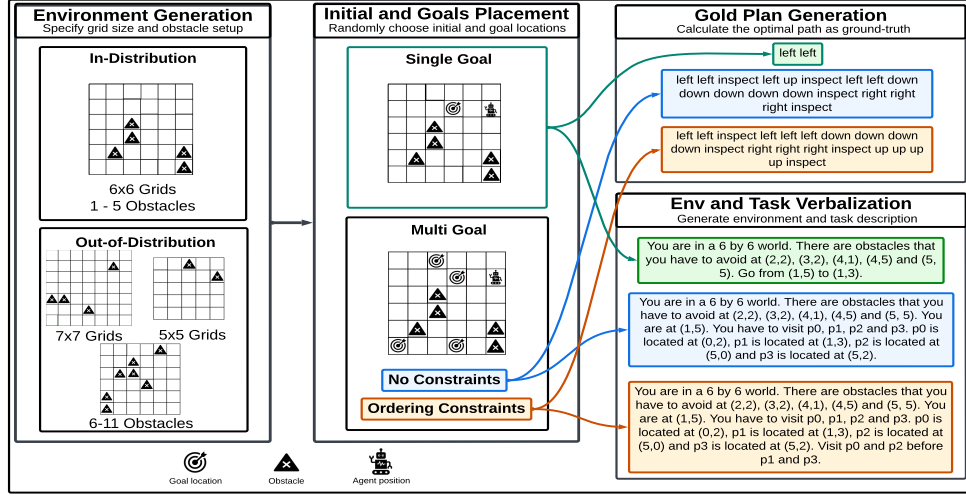 Environment Generation
Specify grid size and obstacle setup
In-Distribution
6x6 Grids
1 - 5 Obstacles
Out-of-Distribution
7x7 Grids
5x5 Grids
6-11 Obstacles
Initial and Goals Placement
Randomly choose initial and goal locations
Single Goal
Multi Goal
No Constraints
Ordering Constraints
Gold Plan Generation
Calculate the optimal path as ground-truth
left left
left left inspect left up inspect left left down
down down down down inspect right right
right inspect
left left inspect left left left down down down
down inspect right right right inspect up up up
up inspect
Env and Task Verbalization
Generate environment and task description
You are in a 6 by 6 world. There are obstacles that
you have to avoid at (2,2), (3,2), (4,1), (4,5) and (5,
5). Go from (1,5) to (1,3).
You are in a 6 by 6 world. There are obstacles that you
have to avoid at (2,2), (3,2), (4,1), (4,5) and (5, 5). You
are at (1,5). You have to visit p0, p1, p2 and p3. p0 is
located at (0,2), p1 is located at (1,3), p2 is located at
(5,0) and p3 is located at (5,2).
You are in a 6 by 6 world. There are obstacles that you
have to avoid at (2,2), (3,2), (4,1), (4,5) and (5, 5). You
are at (1,5). You have to visit p0, p1, p2 and p3. p0 is
located at (0,2), p1 is located at (1,3), p2 is located at
(5,0) and p3 is located at (5,2). Visit p0 and p2 before
p1 and p3.
Goal location
Obstacle
Agent position